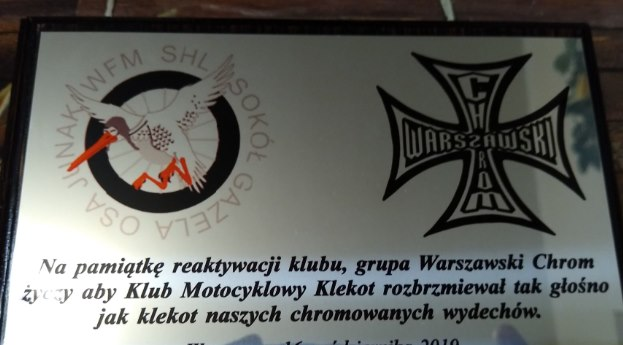 JUNAK WFM SHL SOKÓŁ GAZELA OSA
CHROM
WARSZAWSKI
Na pamiątkę reaktywacji klubu, grupa Warszawski Chrom
życzy aby Klub Motocyklowy Klekot rozbrzmiewał tak głośno
jak klekot naszych chromowanych wydechów.